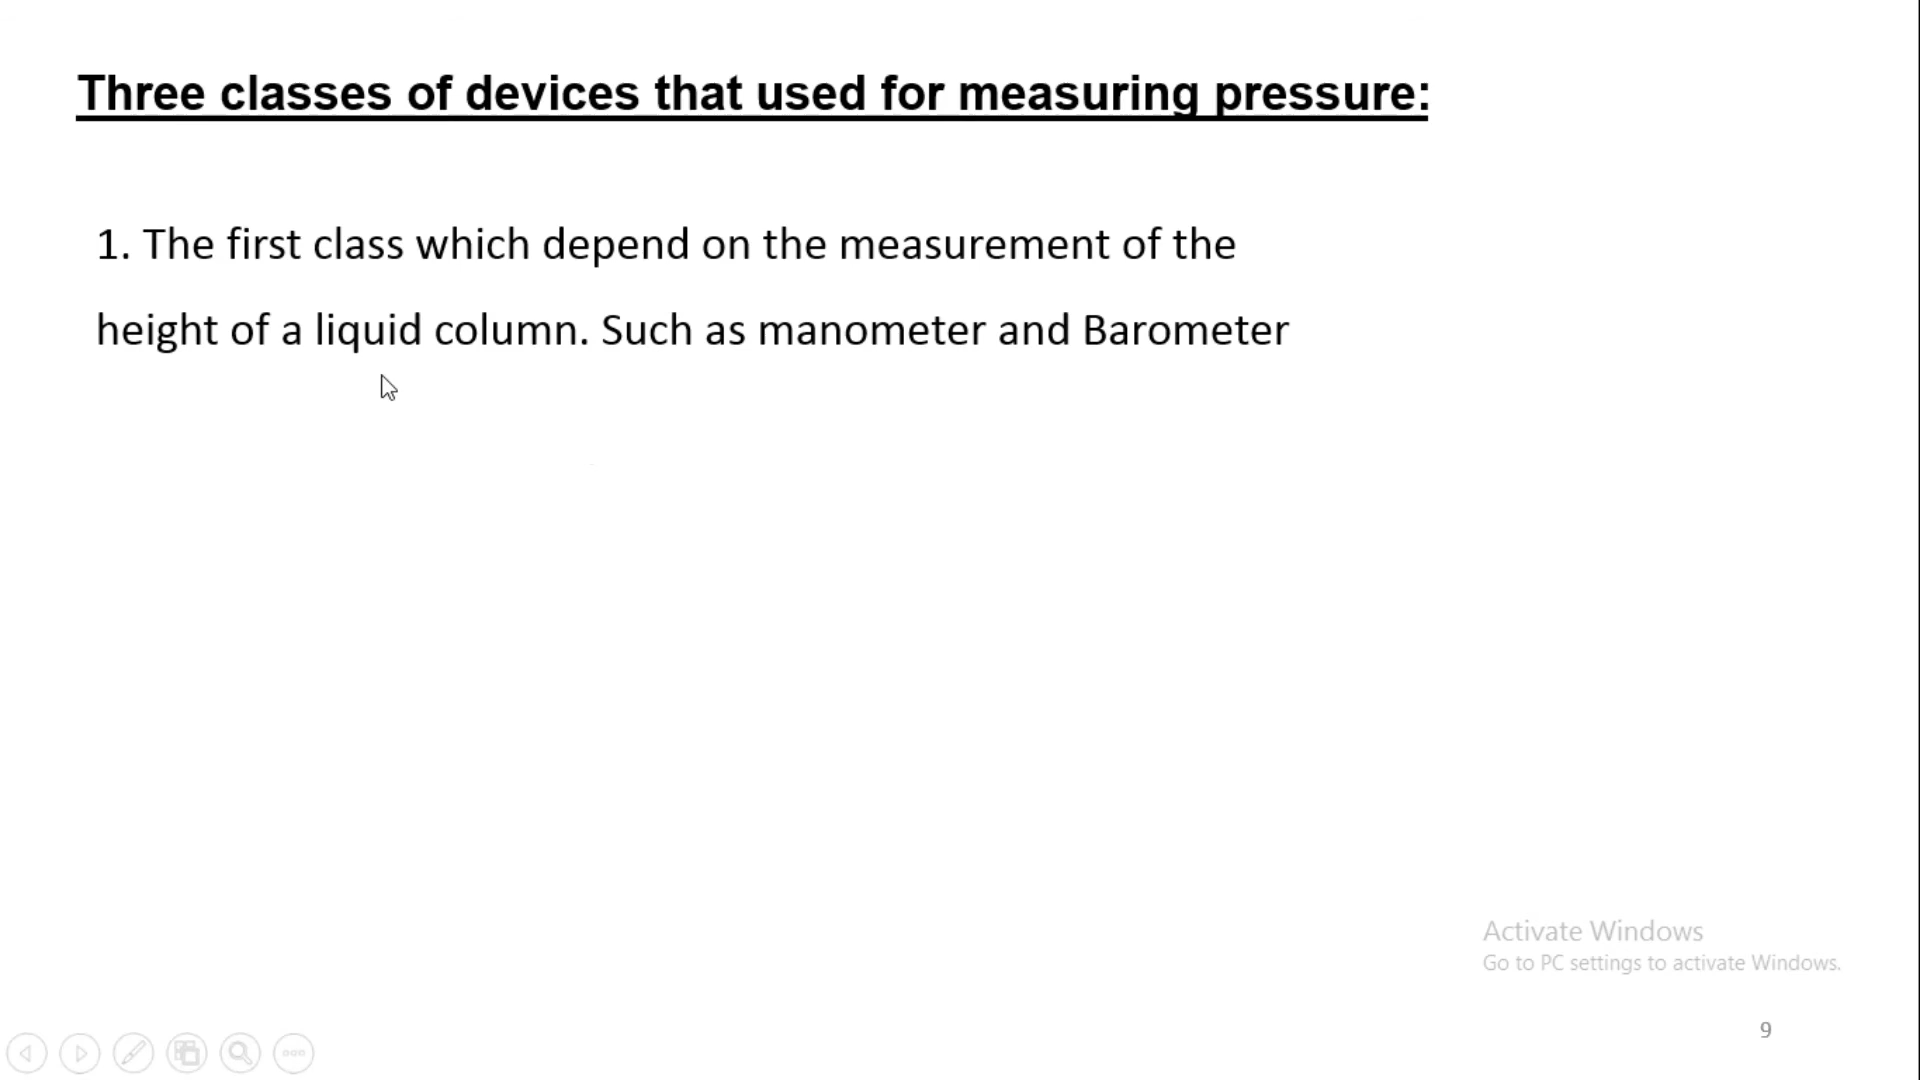 Three classes of devices that used for measuring pressure:
1. The first class which depend on the measurement of the
height of a liquid column. Such as manometer and Barometer
Activate Windows
Go to PC settings to activate Windows.
9